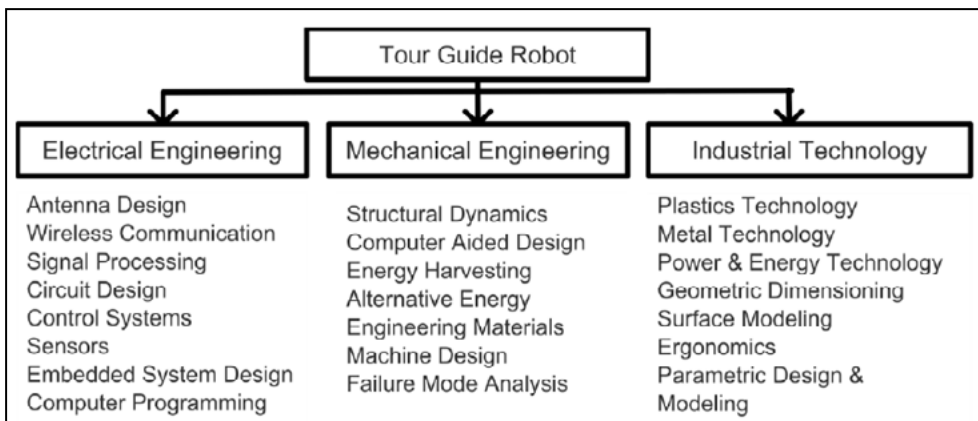 Tour Guide Robot
Electrical Engineering
Antenna Design
Wireless Communication
Signal Processing
Circuit Design
Control Systems
Sensors
Embedded System Design
Computer Programming
Mechanical Engineering
Structural Dynamics
Computer Aided Design
Energy Harvesting
Alternative Energy
Engineering Materials
Machine Design
Failure Mode Analysis
Industrial Technology
Plastics Technology
Metal Technology
Power & Energy Technology
Geometric Dimensioning
Surface Modeling
Ergonomics
Parametric Design &
Modeling